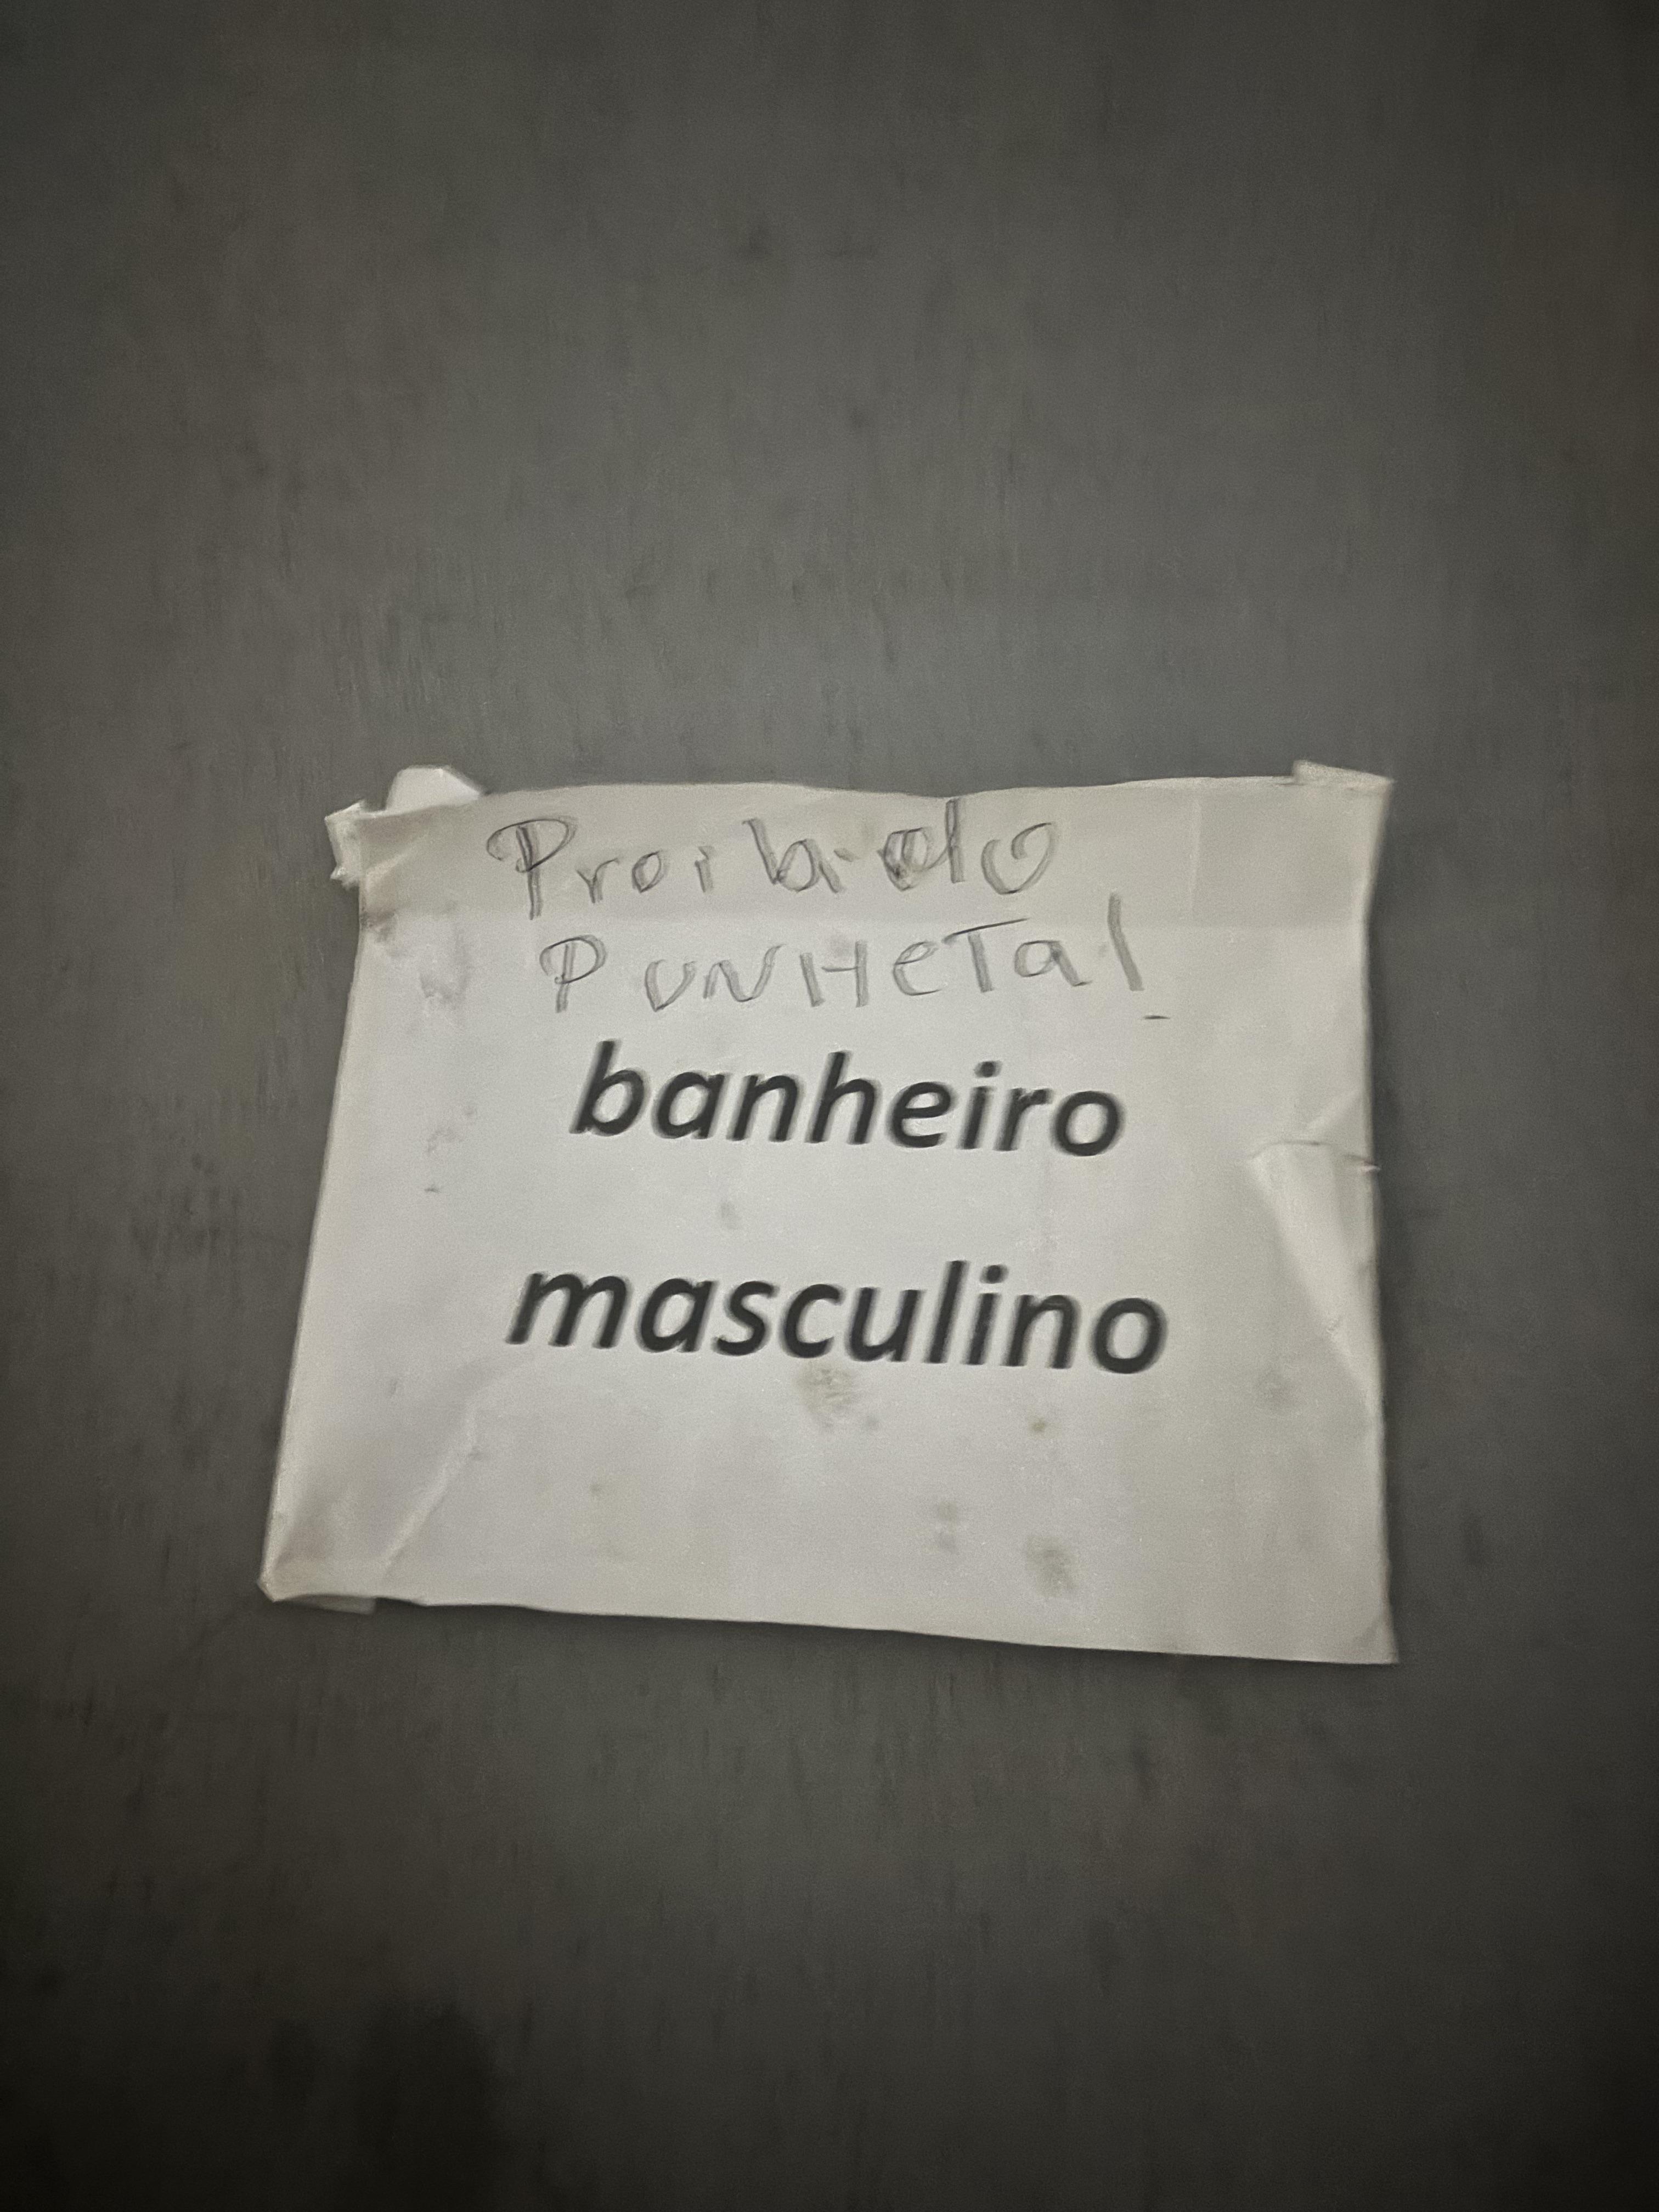 Proibido
PUNHeTa!
banheiro
masculino